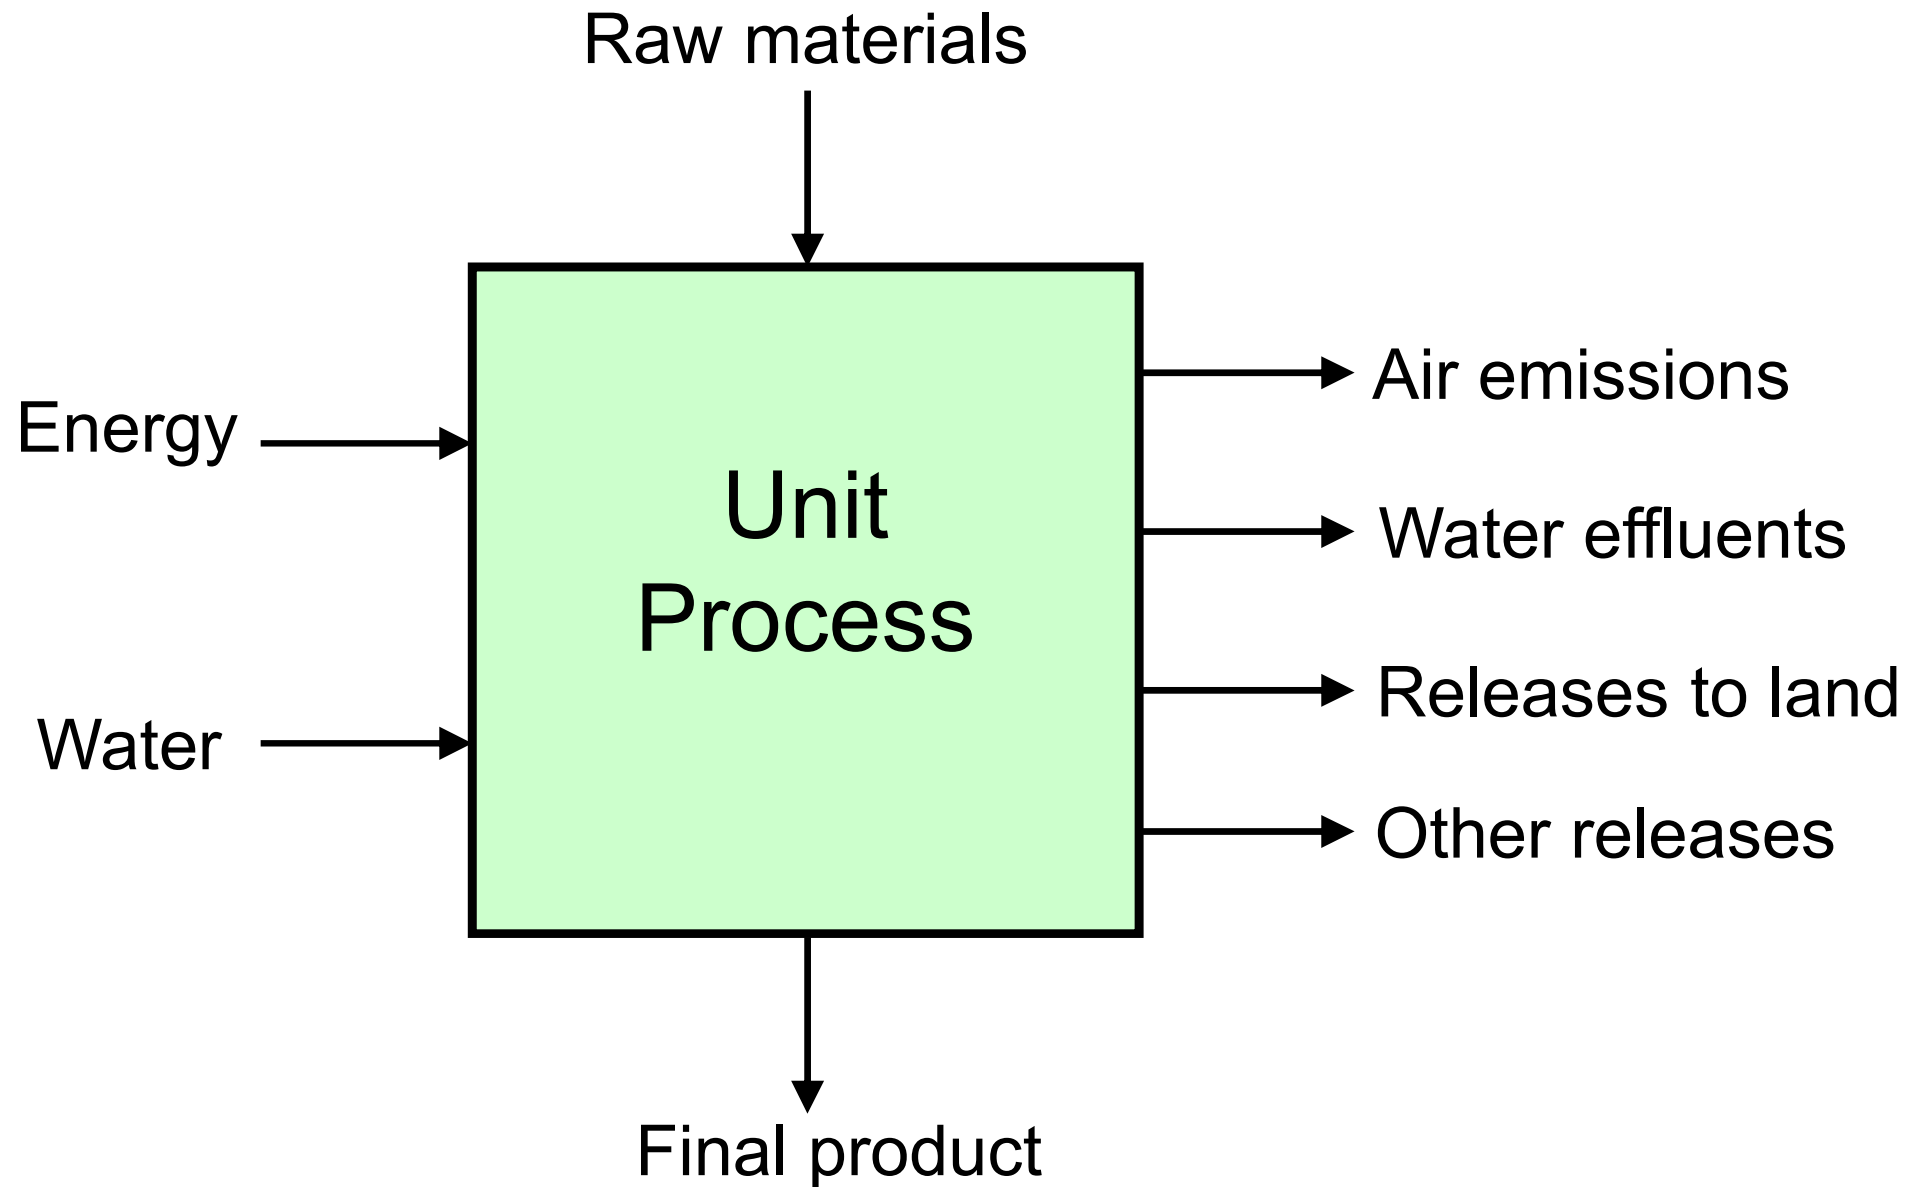 Raw materials
Energy
Water
Unit
Process
Air emissions
Water effluents
Releases to land
Other releases
Final product